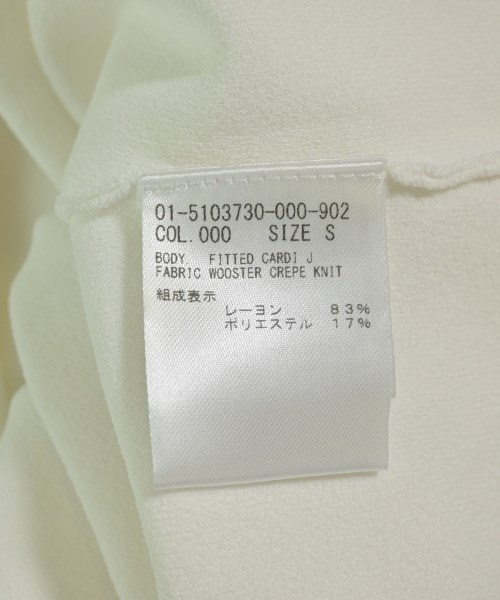 01-5103730-000-902
COL.000 SIZE S
BODY. FITTED CARDI J
FABRIC WOOSTER CREPE KNIT
組成表示
レーヨン 83%
ポリエステル 17%